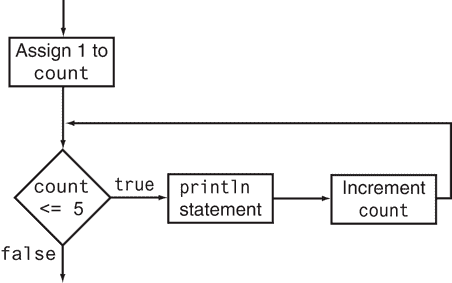 Assign 1 to
count
count
<= 5
true
println
statement
Increment
count
false